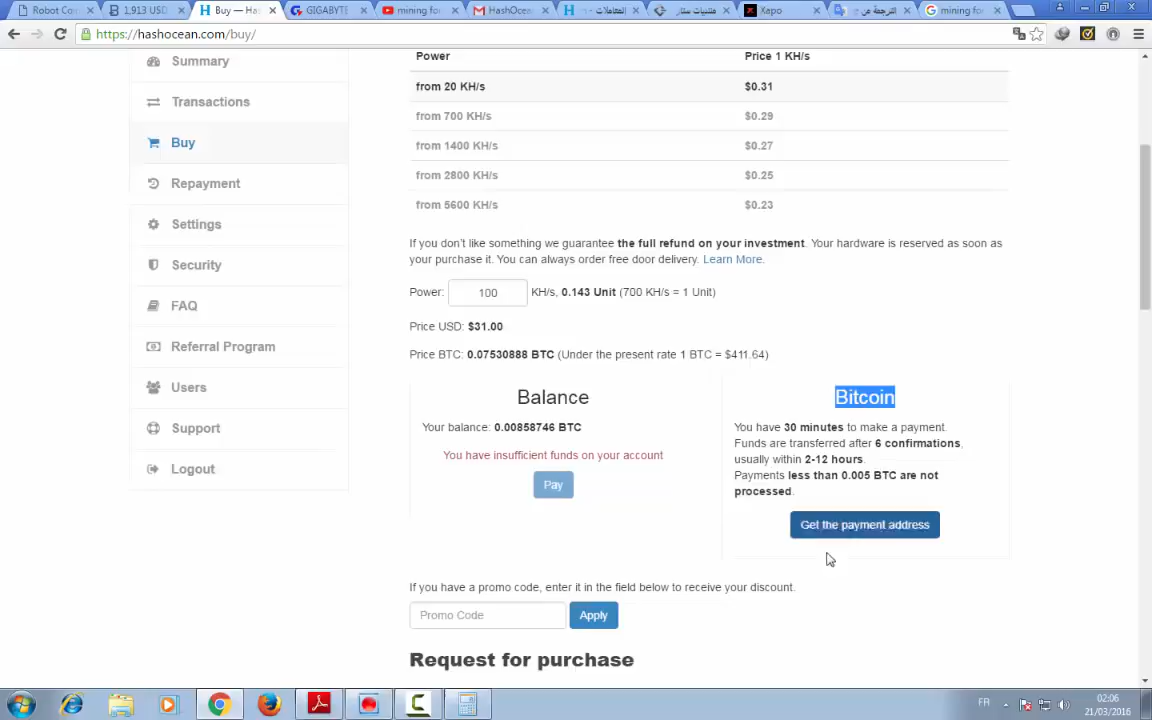 Robot Co
1,913 USD
Buy — Ha
GIGABYTE
mining fo
HashOce
المعاملات - H
هتيمات ستار
Xapo
الترجمة عن
mining fo
https://hashocean.com/buy/
Power Price 1 KH/s
from 20 KH/s $0.31
from 700 KH/s $0.29
from 1400 KH/s $0.27
from 2800 KH/s $0.25
from 5600 KH/s $0.23
Summary
Transactions
Buy
Repayment
Settings
Security
FAQ
Referral Program
Users
Support
Logout
If you don't like something we guarantee the full refund on your investment. Your hardware is reserved as soon as
your purchase it. You can always order free door delivery. Learn More.
Power: 100 KH/s, 0.143 Unit (700 KH/s = 1 Unit)
Price USD: $31.00
Price BTC: 0.07530888 BTC (Under the present rate 1 BTC = $411.64)
Balance
Your balance: 0.00858746 BTC
You have insufficient funds on your account
Pay
Bitcoin
You have 30 minutes to make a payment.
Funds are transferred after 6 confirmations,
usually within 2-12 hours.
Payments less than 0.005 BTC are not
processed.
Get the payment address
If you have a promo code, enter it in the field below to receive your discount.
Promo Code Apply
Request for purchase
FR
02:06
21/03/2016